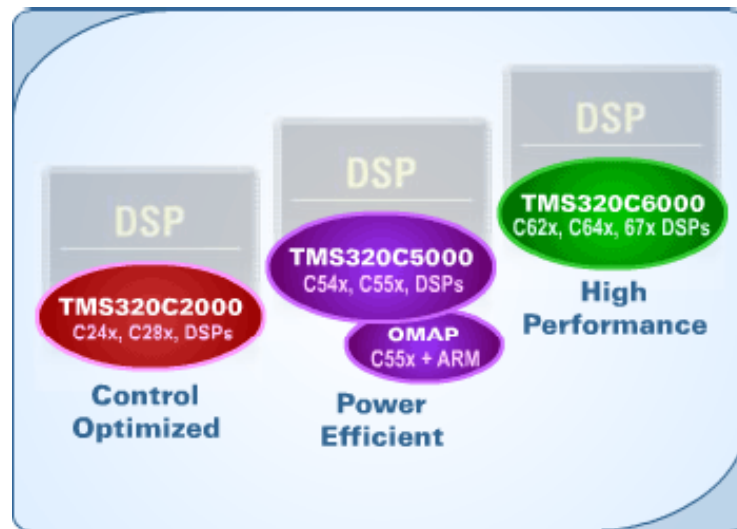 DSP
TMS320C2000
C24x, C28x, DSPs
Control
Optimized
DSP
TMS320C5000
C54x, C55x, DSPs
OMAP
C55x + ARM
Power
Efficient
DSP
TMS320C6000
C62x, C64x, 67x DSPs
High
Performance